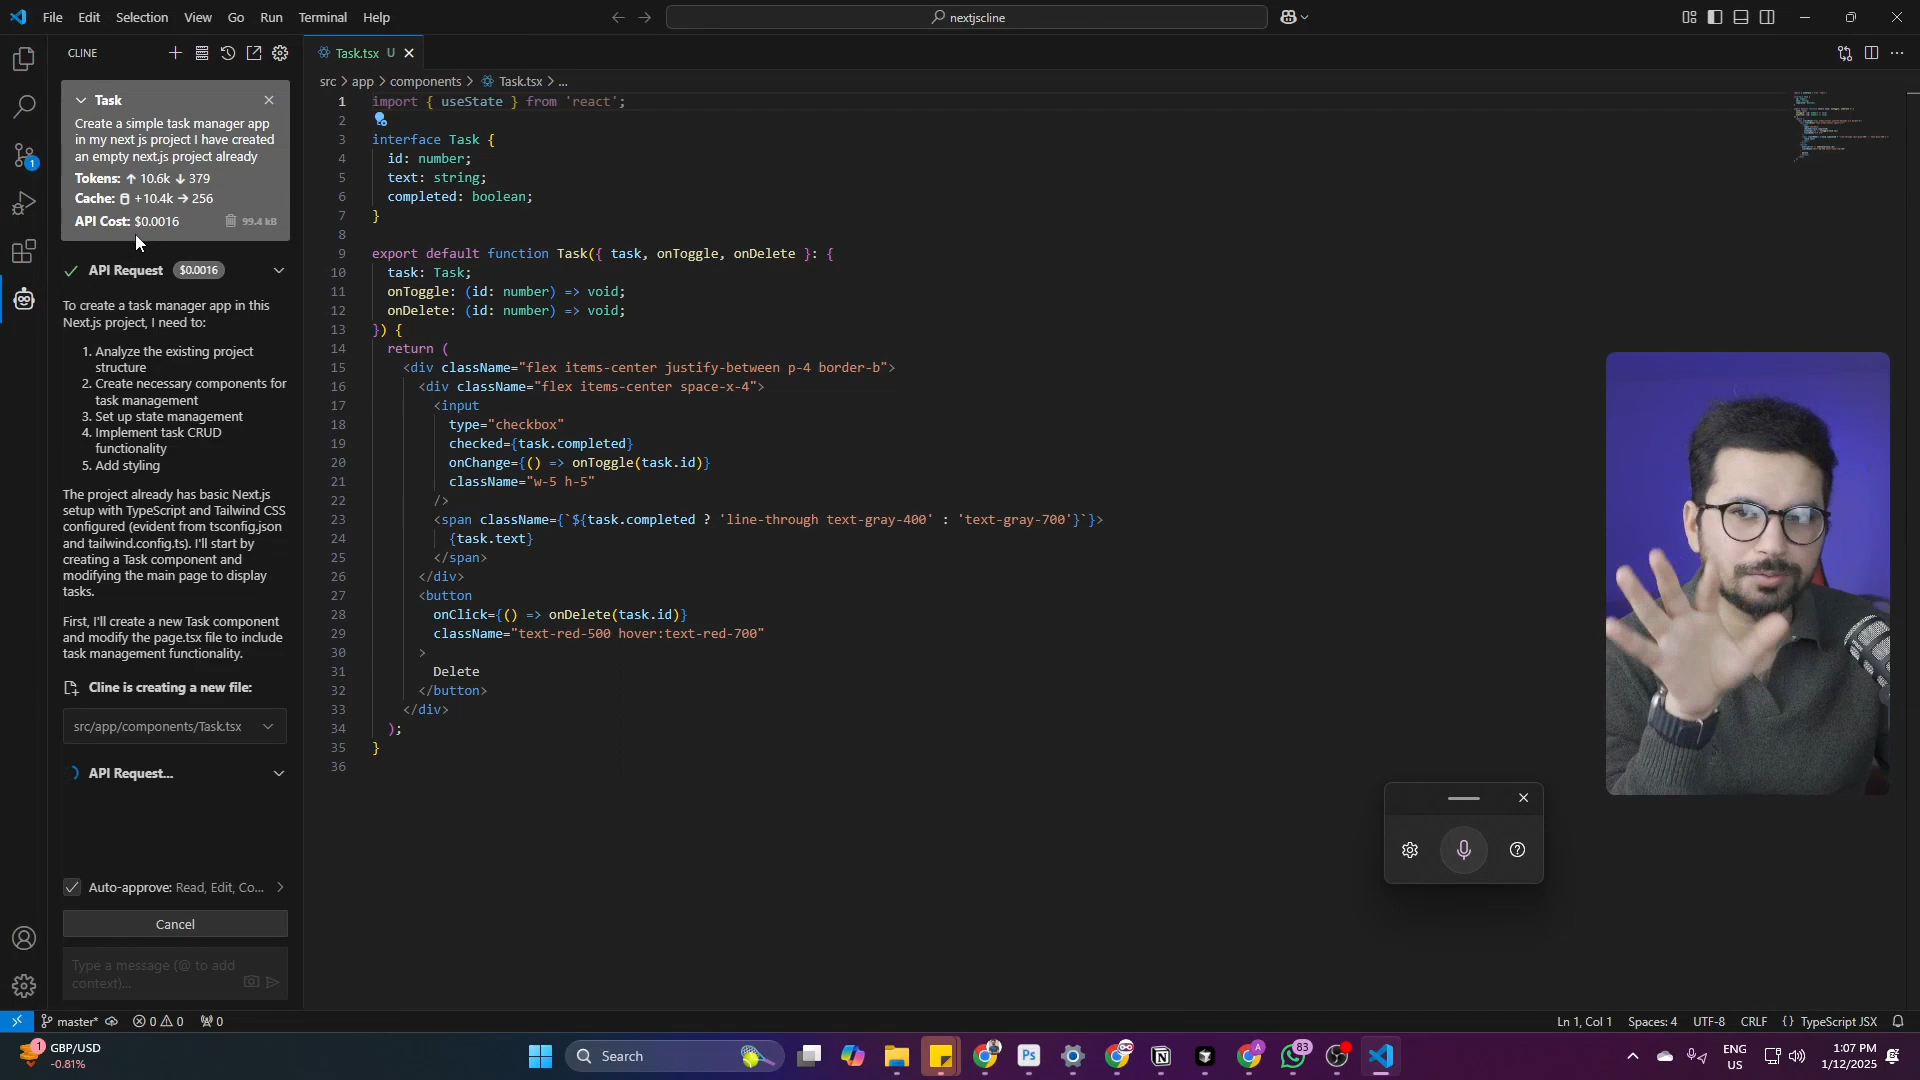 File Edit Selection View Go Run Terminal Help
nextjscline
CLINE
Task
Create a simple task manager app
in my next js project I have created
an empty next.js project already
Tokens: ↑ 10.6k ↓ 379
Cache: +10.4k → 256
API Cost: $0.0016
99.4 kB
API Request $0.0016
To create a task manager app in this
Next.js project, I need to:
1. Analyze the existing project
structure
2. Create necessary components for
task management
3. Set up state management
4. Implement task CRUD
functionality
5. Add styling
The project already has basic Next.js
setup with TypeScript and Tailwind CSS
configured (evident from tsconfig.json
and tailwind.config.ts). I'll start by
creating a Task component and
modifying the main page to display
tasks.
First, I'll create a new Task component
and modify the page.tsx file to include
task management functionality.
Cline is creating a new file:
src/app/components/Task.tsx
API Request...
Auto-approve: Read, Edit, Co...
Cancel
Type a message (@ to add
context)...
Task.tsx U
src > app > components > Task.tsx > ...
1 import { useState } from 'react';
2
3 interface Task {
4 id: number;
5 text: string;
6 completed: boolean;
7 }
8
9 export default function Task({ task, onToggle, onDelete }: {
10 task: Task;
11 onToggle: (id: number) => void;
12 onDelete: (id: number) => void;
13 }) {
14 return (
15 <div className="flex items-center justify-between p-4 border-b">
16 <div className="flex items-center space-x-4">
17 <input
18 type="checkbox"
19 checked={task.completed}
20 onChange={() => onToggle(task.id)}
21 className="w-5 h-5"
22 />
23 <span className={`${task.completed ? 'line-through text-gray-400' : 'text-gray-700'}`}>
24 {task.text}
25 </span>
26 </div>
27 <button
28 onClick={() => onDelete(task.id)}
29 className="text-red-500 hover:text-red-700"
30 >
31 Delete
32 </button>
33 </div>
34 );
35 }
36
1
master* 0 0 0
Ln 1, Col 1 Spaces: 4 UTF-8 CRLF {} TypeScript JSX
1
GBP/USD
-0.81%
Search
Ps
A
83
ENG
US
1:07 PM
1/12/2025